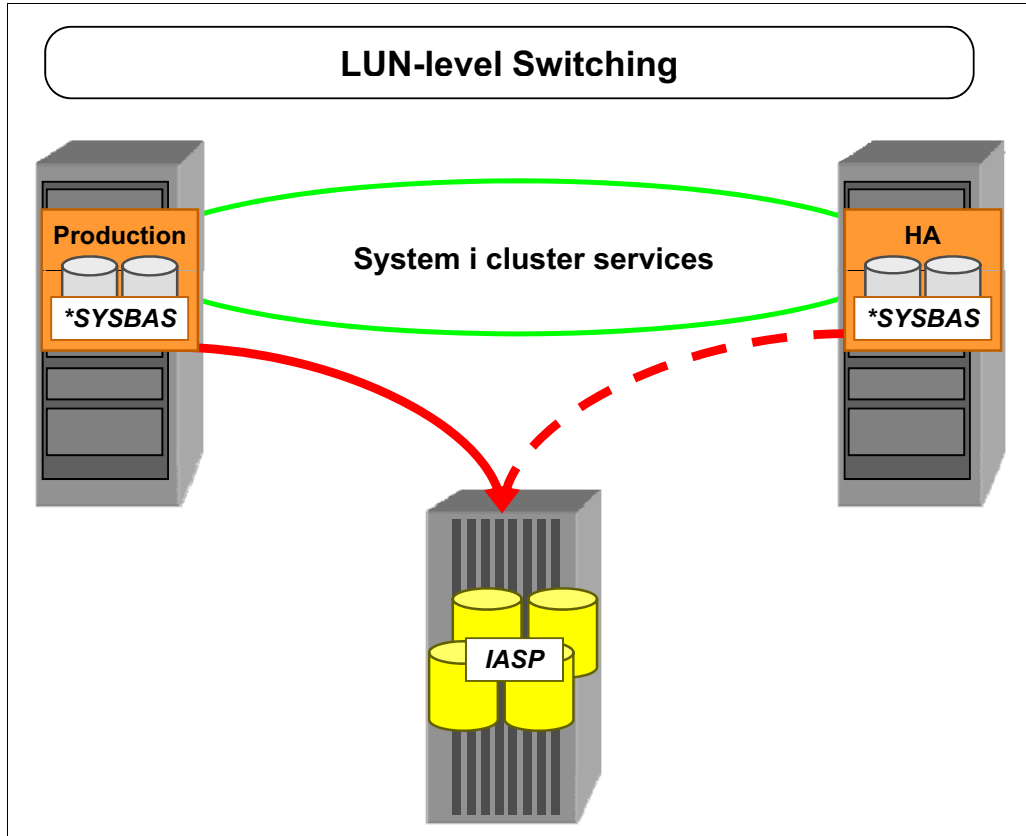 LUN-level Switching
Production
HA
System i cluster services
*SYSBAS
*SYSBAS
IASP